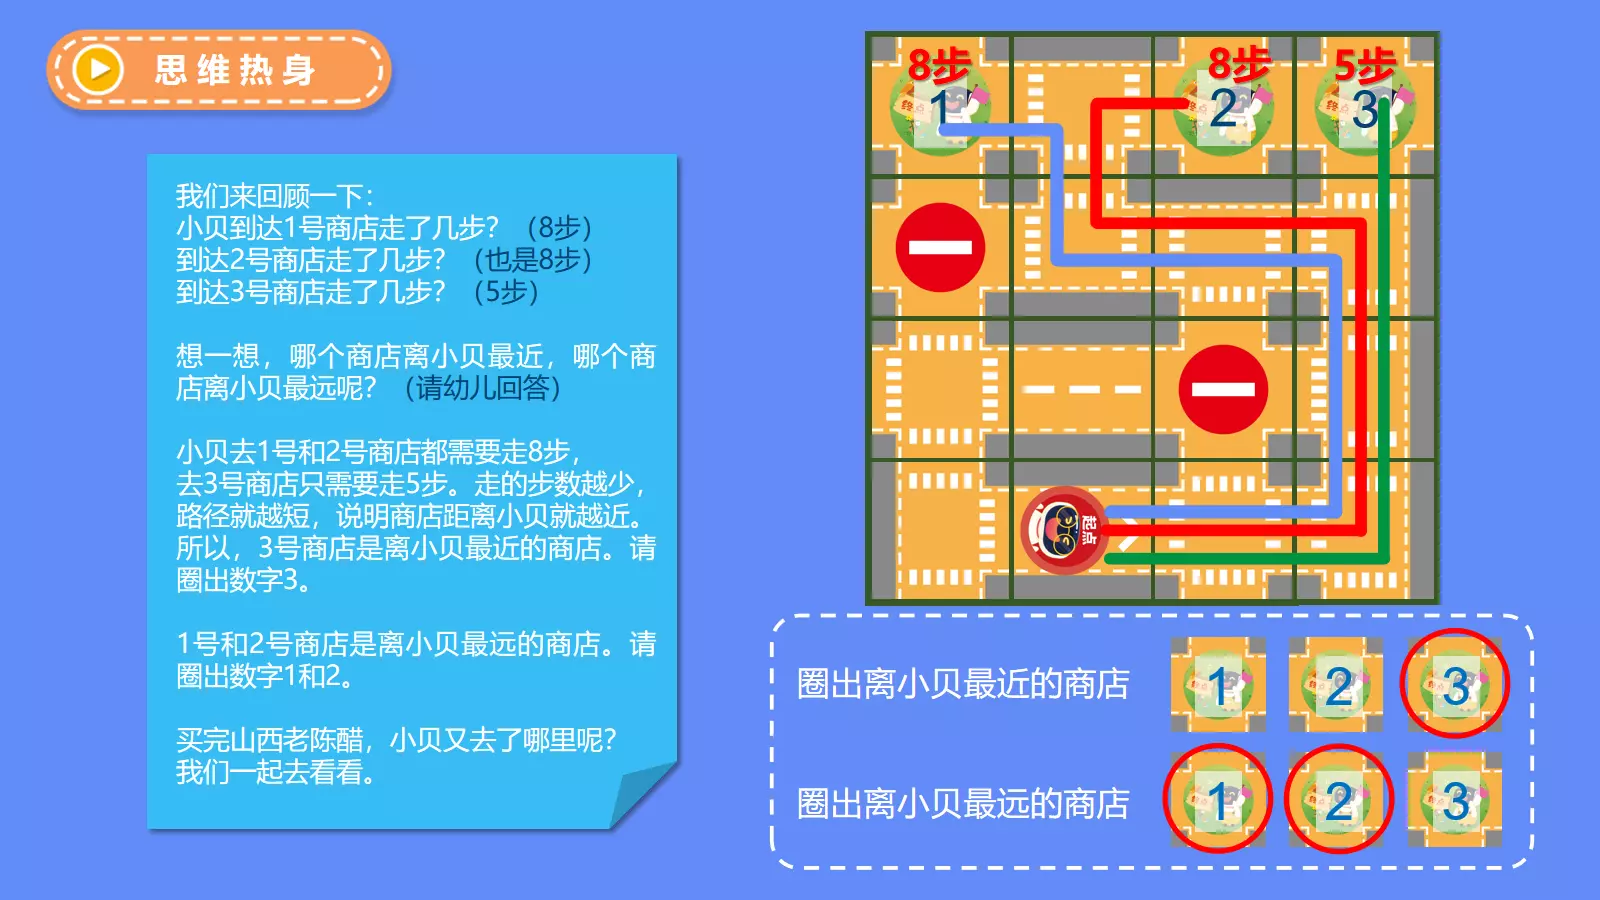 思维热身
我们来回顾一下：
小贝到达1号商店走了几步？（8步）
到达2号商店走了几步？（也是8步）
到达3号商店走了几步？（5步）
想一想，哪个商店离小贝最近，哪个商
店离小贝最远呢？（请幼儿回答）
小贝去1号和2号商店都需要走8步，
去3号商店只需要走5步。走的步数越少，
路径就越短，说明商店距离小贝就越近。
所以，3号商店是离小贝最近的商店。请
圈出数字3。
1号和2号商店是离小贝最远的商店。请
圈出数字1和2。
买完山西老陈醋，小贝又去了哪里呢？
我们一起去看看。
8步 8步 5步
终点 1 终点 2 终点 3
起点
圈出离小贝最近的商店 1 2 3
圈出离小贝最远的商店 1 2 3